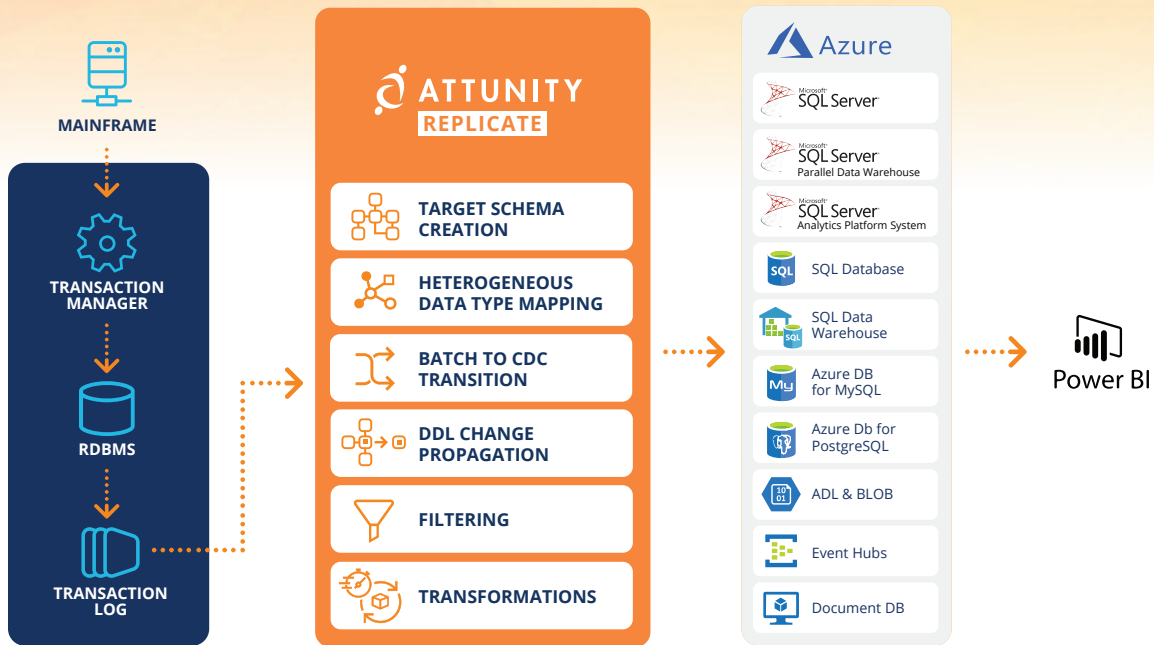 MAINFRAME
TRANSACTION
MANAGER
RDBMS
TRANSACTION
LOG
ATTUNITY
REPLICATE
TARGET SCHEMA
CREATION
HETEROGENEOUS
DATA TYPE MAPPING
BATCH TO CDC
TRANSITION
DDL CHANGE
PROPAGATION
FILTERING
TRANSFORMATIONS
Azure
Microsoft®
SQL Server®
Microsoft®
SQL Server®
Parallel Data Warehouse
Microsoft®
SQL Server®
Analytics Platform System
SQL
SQL Database
SQL
SQL Data
Warehouse
My
Azure DB
for MySQL
Azure Db for
PostgreSQL
10
01
ADL & BLOB
Event Hubs
Document DB
Power BI